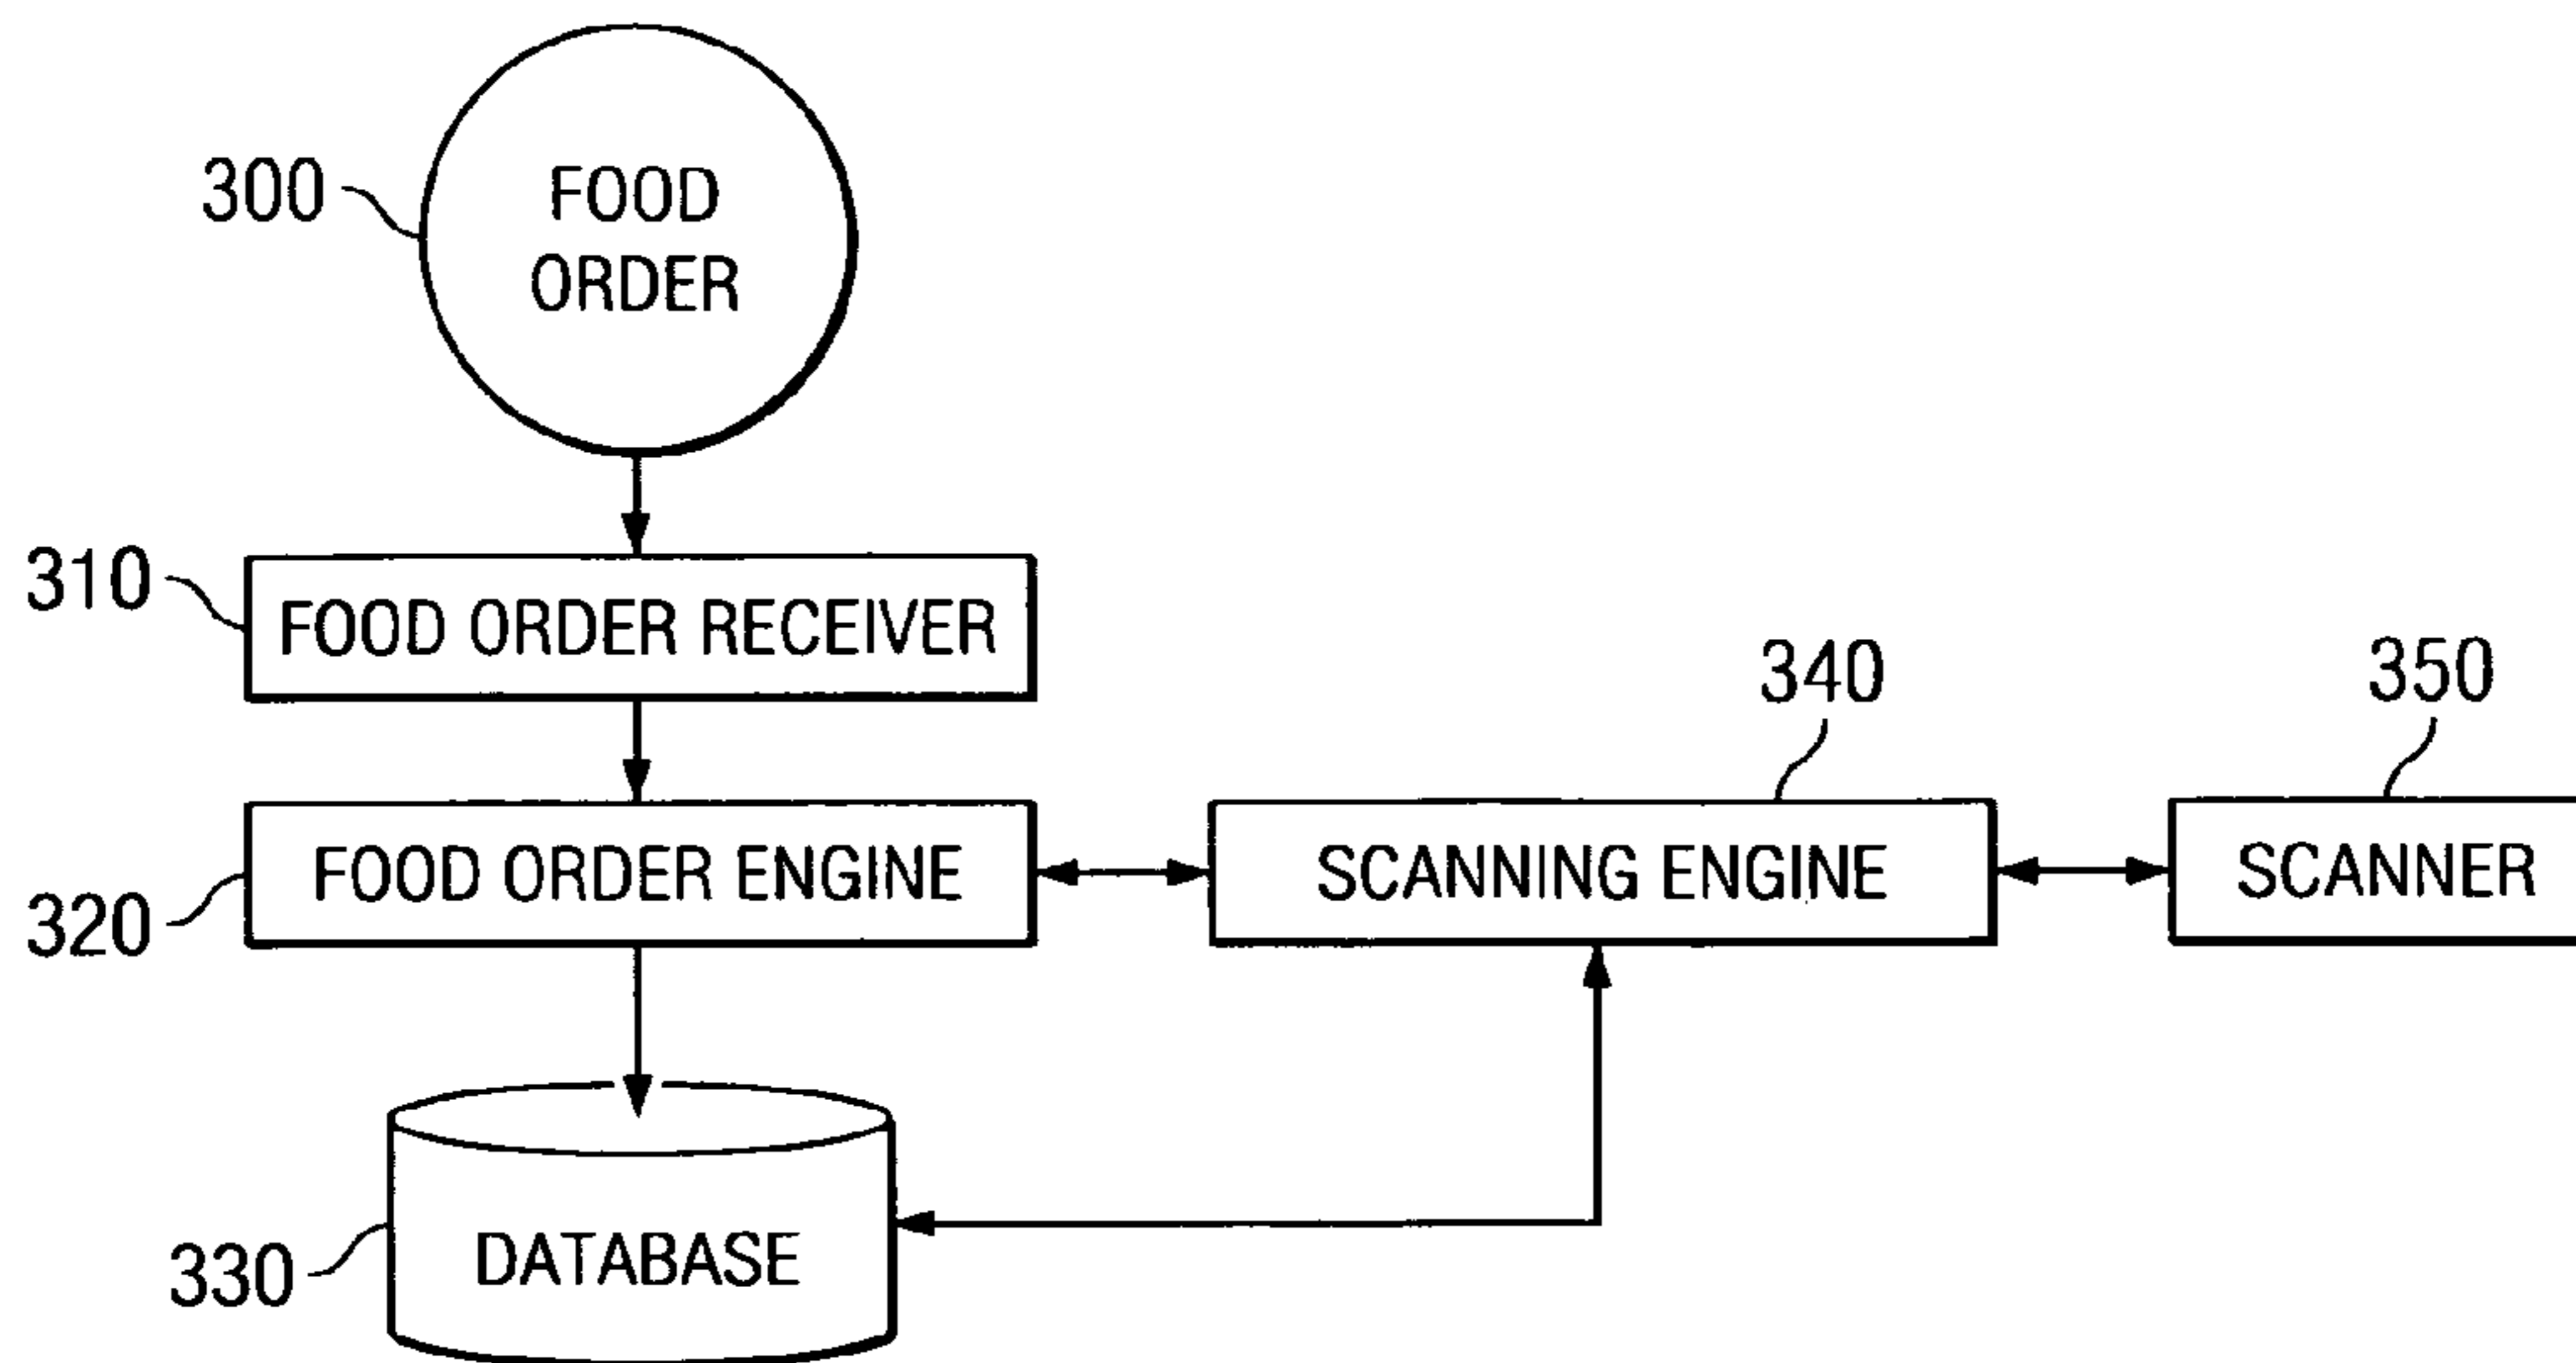 300
FOOD
ORDER
310
FOOD ORDER RECEIVER
340
350
320
FOOD ORDER ENGINE
SCANNING ENGINE
SCANNER
330
DATABASE